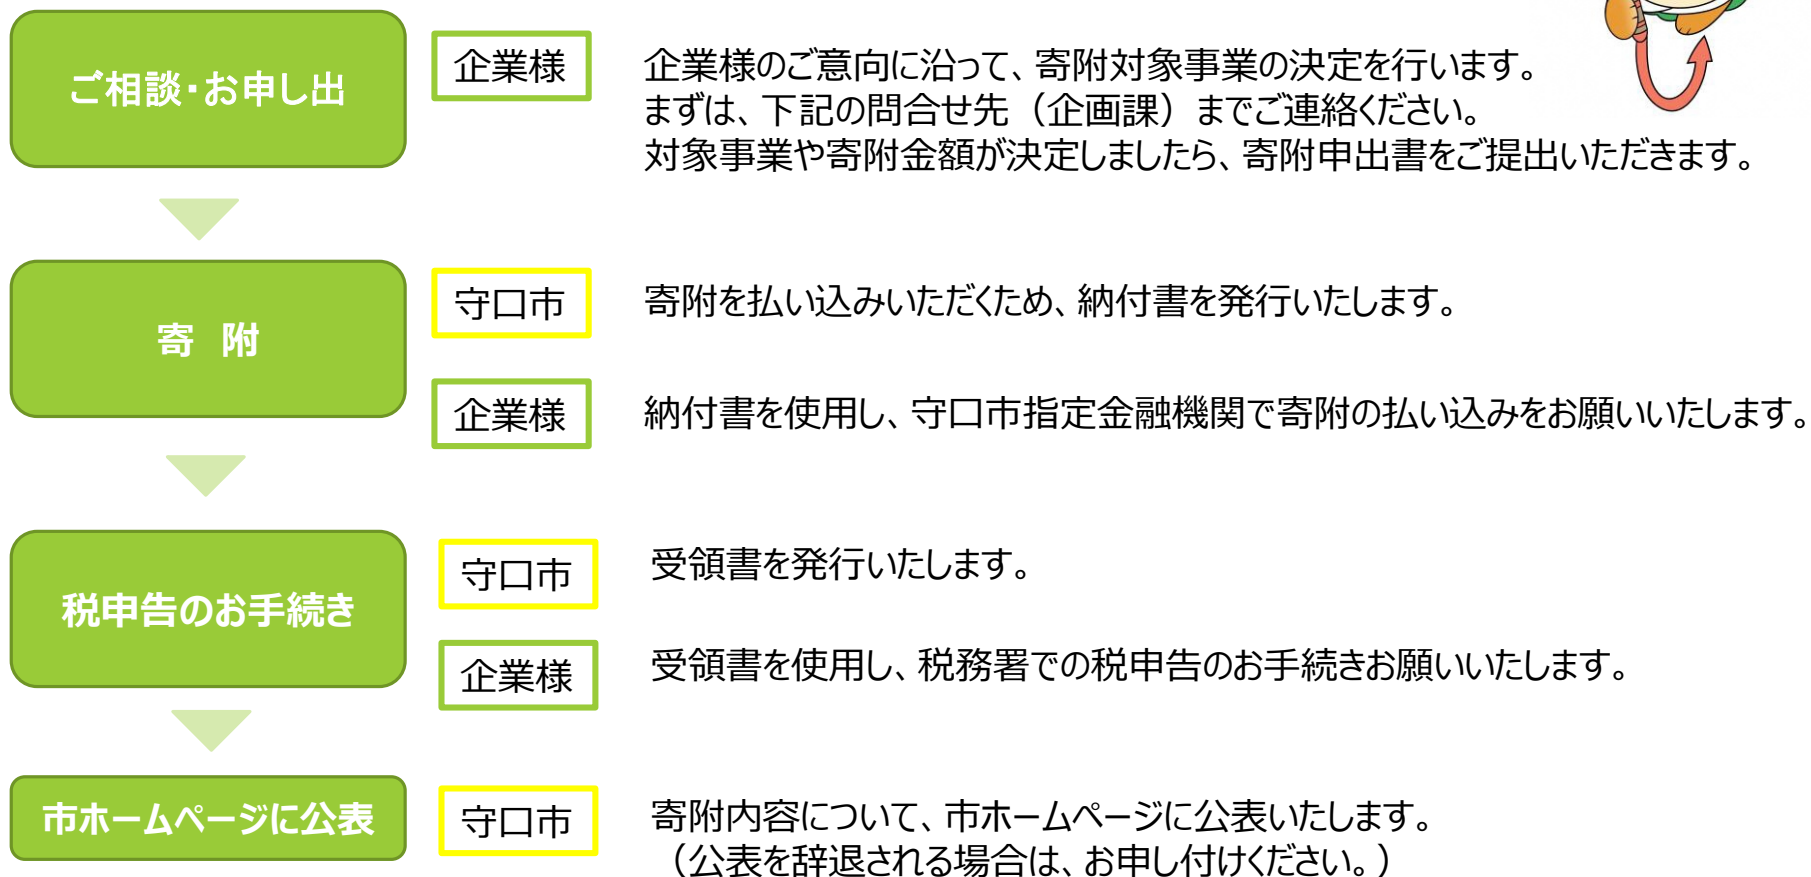 ご相談・お申し出
企業様
企業様のご意向に沿って、寄附対象事業の決定を行います。
まずは、下記の問合せ先（企画課）までご連絡ください。
対象事業や寄附金額が決定しましたら、寄附申出書をご提出いただきます。
寄　附
守口市
寄附を払い込みいただくため、納付書を発行いたします。
企業様
納付書を使用し、守口市指定金融機関で寄附の払い込みをお願いいたします。
税申告のお手続き
守口市
受領書を発行いたします。
企業様
受領書を使用し、税務署での税申告のお手続きお願いいたします。
市ホームページに公表
守口市
寄附内容について、市ホームページに公表いたします。
（公表を辞退される場合は、お申し付けください。）